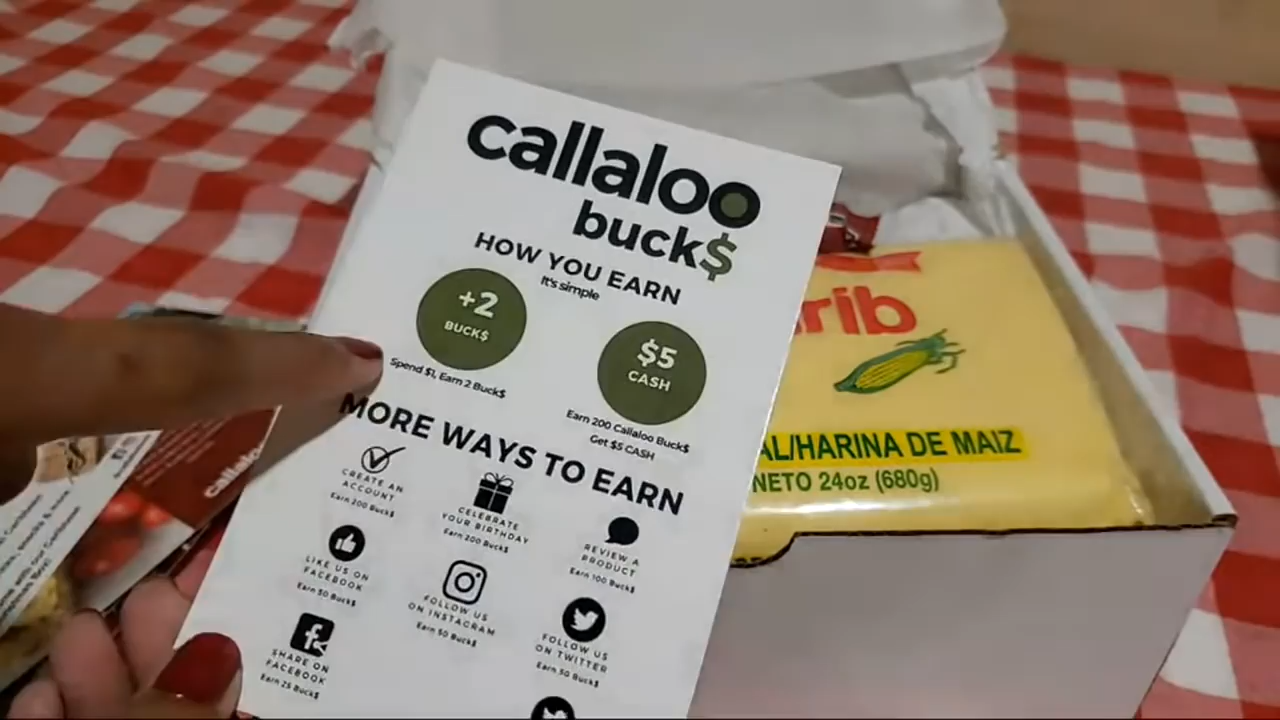 callaloo
buck$
HOW YOU EARN
It's simple
+2
BUCK$
Spend $1, Earn 2 Buck$
$5
CASH
Earn 200 Callaloo Buck$
Get $5 CASH
MORE WAYS TO EARN
CREATE AN
ACCOUNT
Earn 200 Buck$
CELEBRATE
YOUR BIRTHDAY
Earn 200 Buck$
REVIEW A
PRODUCT
Earn 100 Buck$
LIKE US ON
FACEBOOK
Earn 50 Buck$
FOLLOW US
ON INSTAGRAM
Earn 50 Buck$
FOLLOW US
ON TWITTER
Earn 50 Buck$
SHARE ON
FACEBOOK
Earn 25 Buck$
rib
AL/HARINA DE MAIZ
NETO 24oz (680g)
callaloo